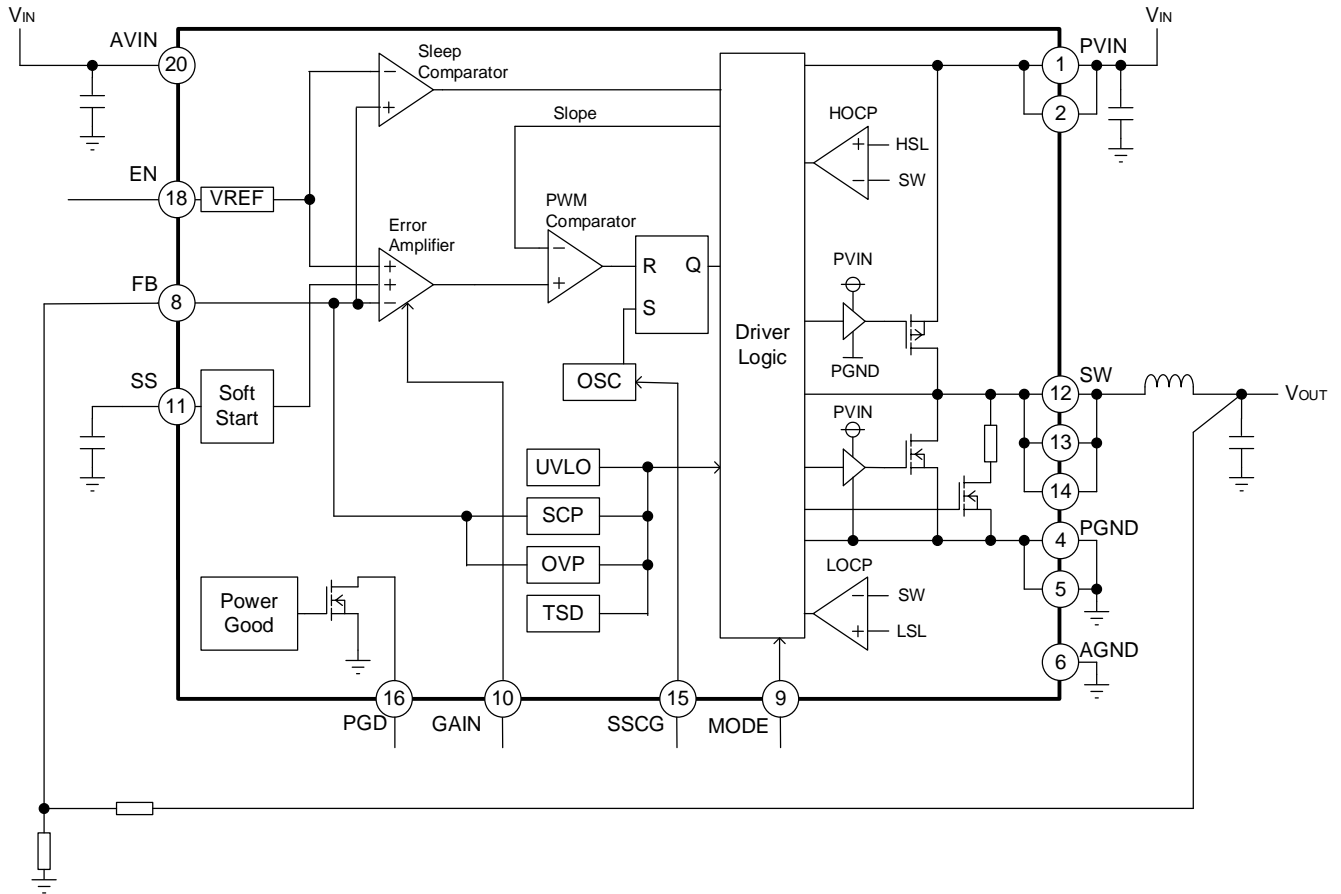 VIN
VIN
AVIN
20
Sleep
Comparator
PVIN
1
2
Slope
HOCP
+
HSL
−
SW
−
+
EN
18
VREF
Error
Amplifier
PWM
Comparator
−
+
R
Q
S
+
+
−
FB
8
PVIN
PGND
Driver
Logic
OSC
SS
11
Soft
Start
SW
12
13
14
VOUT
PVIN
UVLO
SCP
OVP
TSD
PGND
4
5
LOCP
−
SW
+
LSL
Power
Good
AGND
6
16
10
15
9
PGD
GAIN
SSCG
MODE